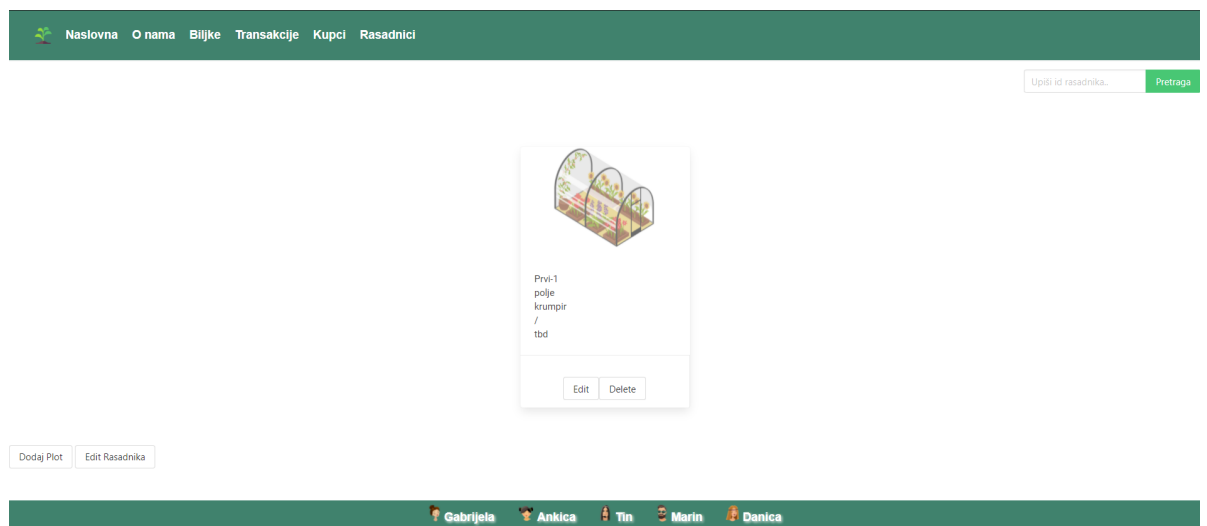 Naslovna O nama Biljke Transakcije Kupci Rasadnici
Upiši id rasadnika.. Pretraga
Prvi-1
polje
krumpir
/
tbd
Edit Delete
Dodaj Plot Edit Rasadnika
Gabrijela Ankica Tin Marin Danica